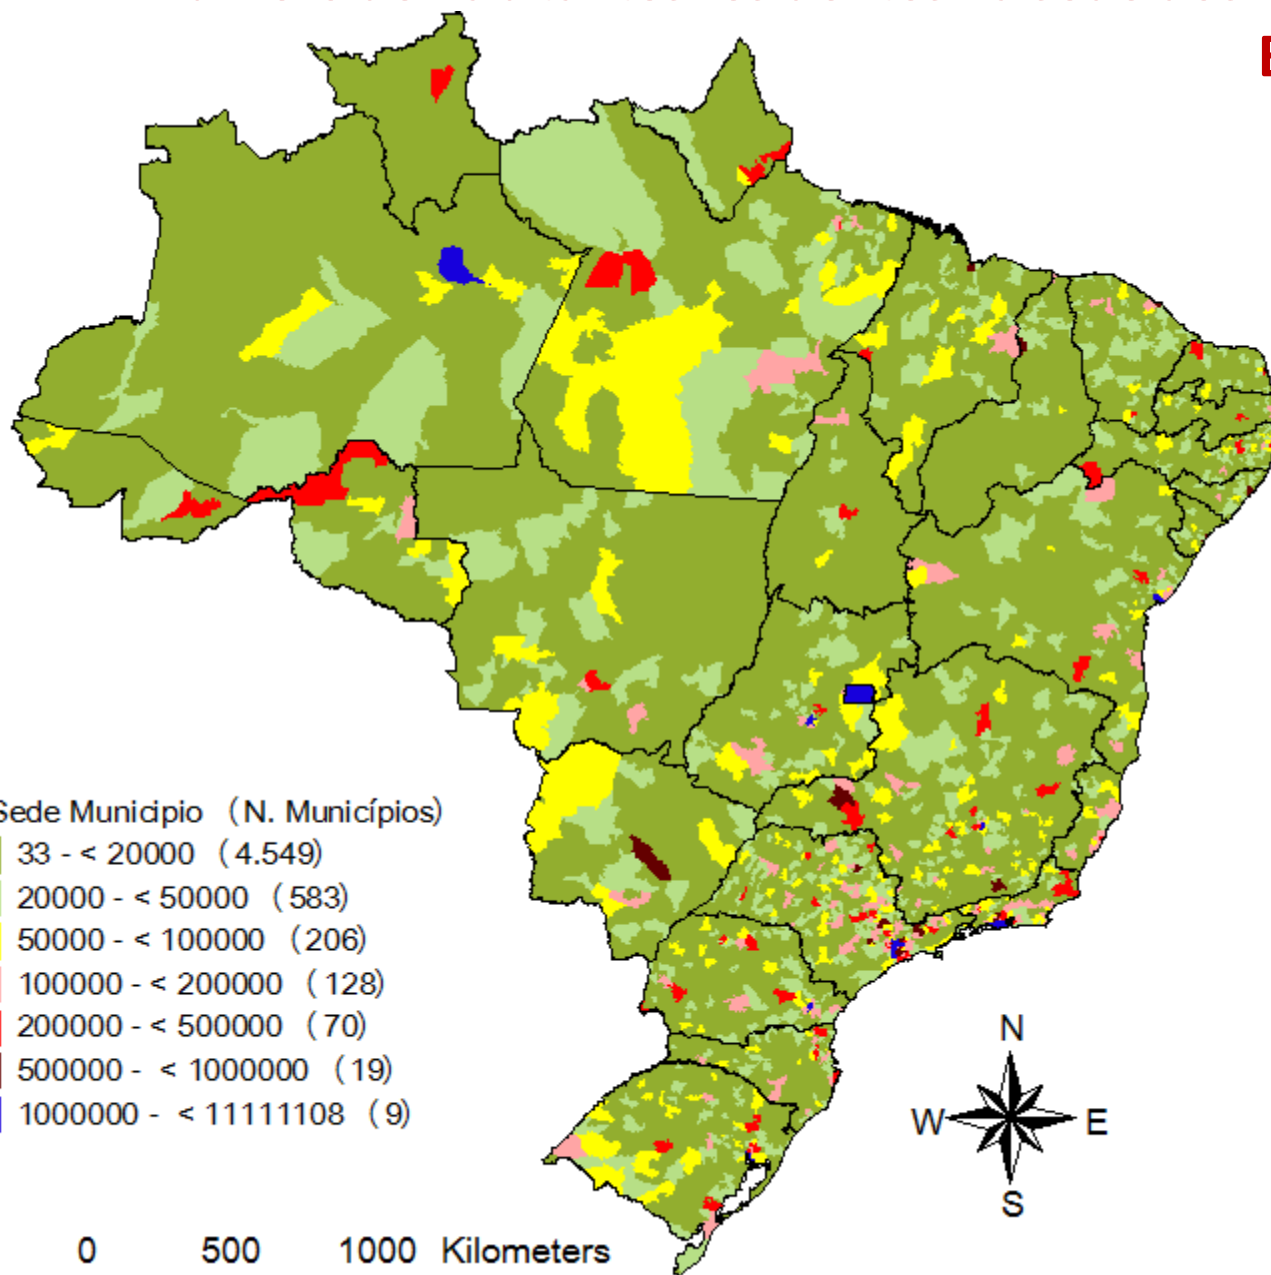 Sede Municipio (N. Municípios)
33 - < 20000 (4.549)
20000 - < 50000 (583)
50000 - < 100000 (206)
100000 - < 200000 (128)
200000 - < 500000 (70)
500000 - < 1000000 (19)
1000000 - < 11111108 (9)
N
W E
S
0 500 1000 Kilometers